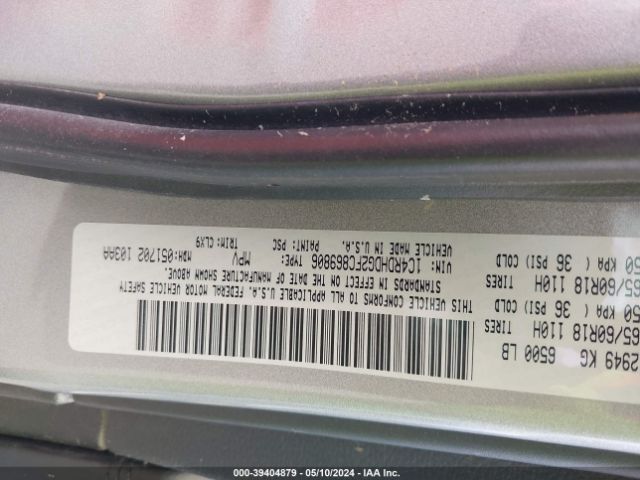 2949 KG 6500 LB
65/60R18 110H TIRES
50 KPA ( 36 PSI) COLD
65/60R18 110H TIRES
50 KPA ( 36 PSI) COLD
THIS VEHICLE CONFORMS TO ALL APPLICABLE U.S.A. FEDERAL MOTOR VEHICLE SAFETY
STANDARDS IN EFFECT ON THE DATE OF MANUFACTURE SHOWN ABOVE.
VIN: 1C4RDHDG2FC869806 TYPE: MPV MDH: 051702 103AA
VEHICLE MADE IN U.S.A. PAINT: PSC TRIM: CLX9
000-39404879 - 05/10/2024 - IAA Inc.